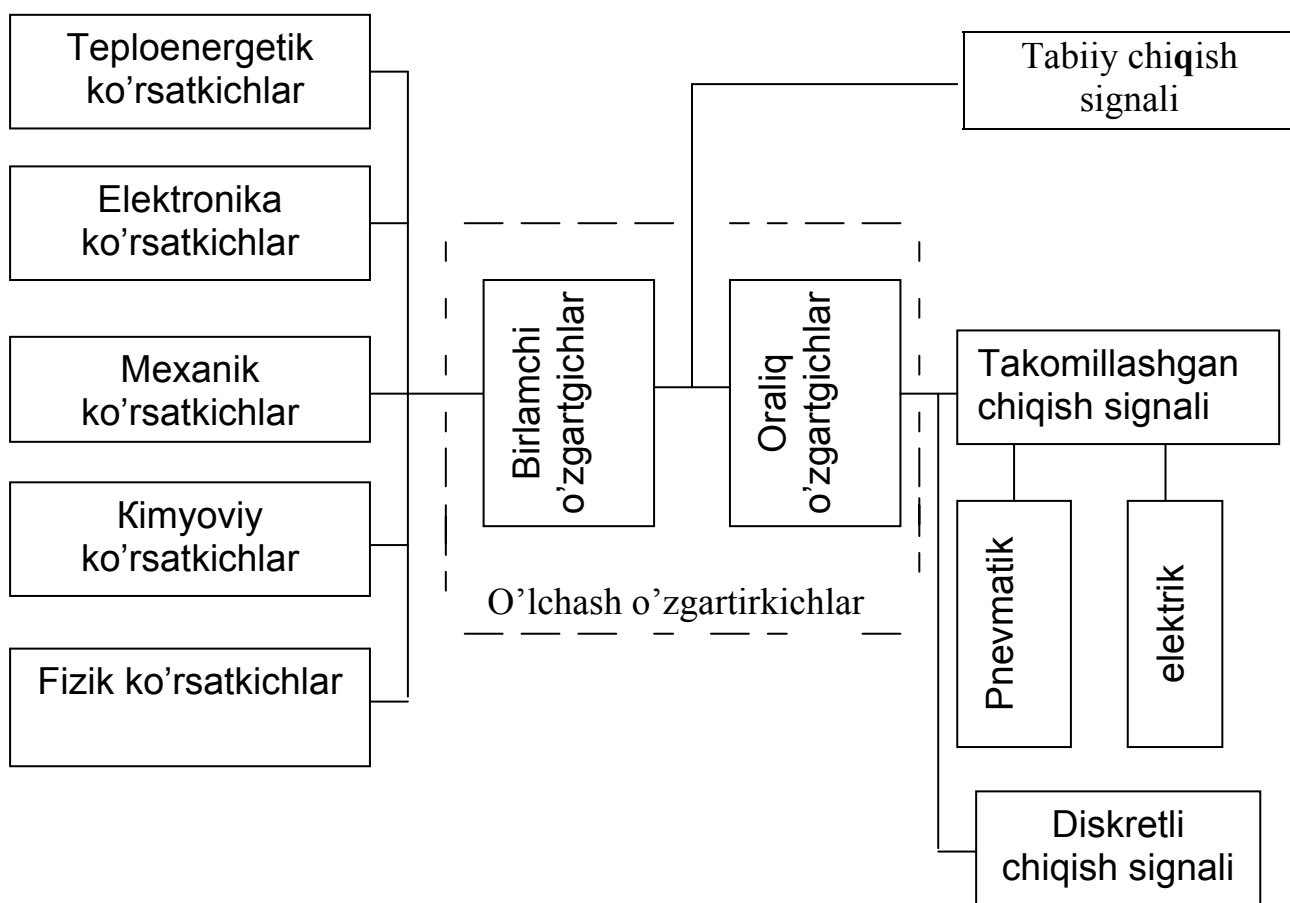 Teploenergetik
ko’rsatkichlar
Elektronika
ko’rsatkichlar
Mexanik
ko’rsatkichlar
Кimyoviy
ko’rsatkichlar
Fizik ko’rsatkichlar
Birlamchi
o’zgartgichlar
Oraliq
o’zgartgichlar
O’lchash o’zgartirkichlar
Tabiiy chiqish
signali
Takomillashgan
chiqish signali
Pnevmatik
elektrik
Diskretli
chiqish signali